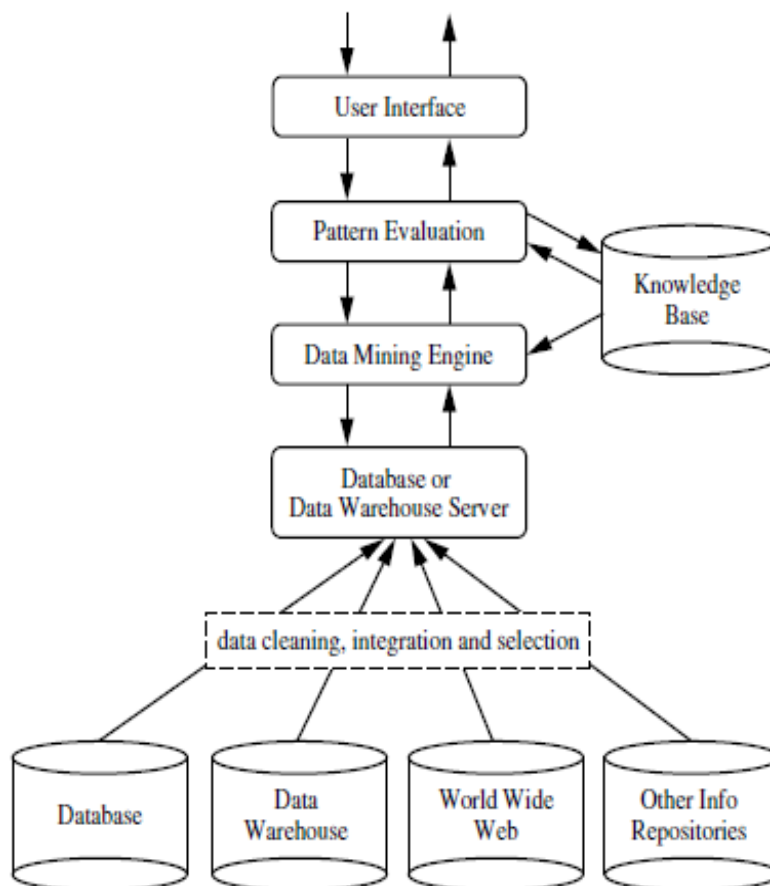 User Interface
Pattern Evaluation
Knowledge
Base
Data Mining Engine
Database or
Data Warehouse Server
data cleaning, integration and selection
Database
Data
Warehouse
World Wide
Web
Other Info
Repositories